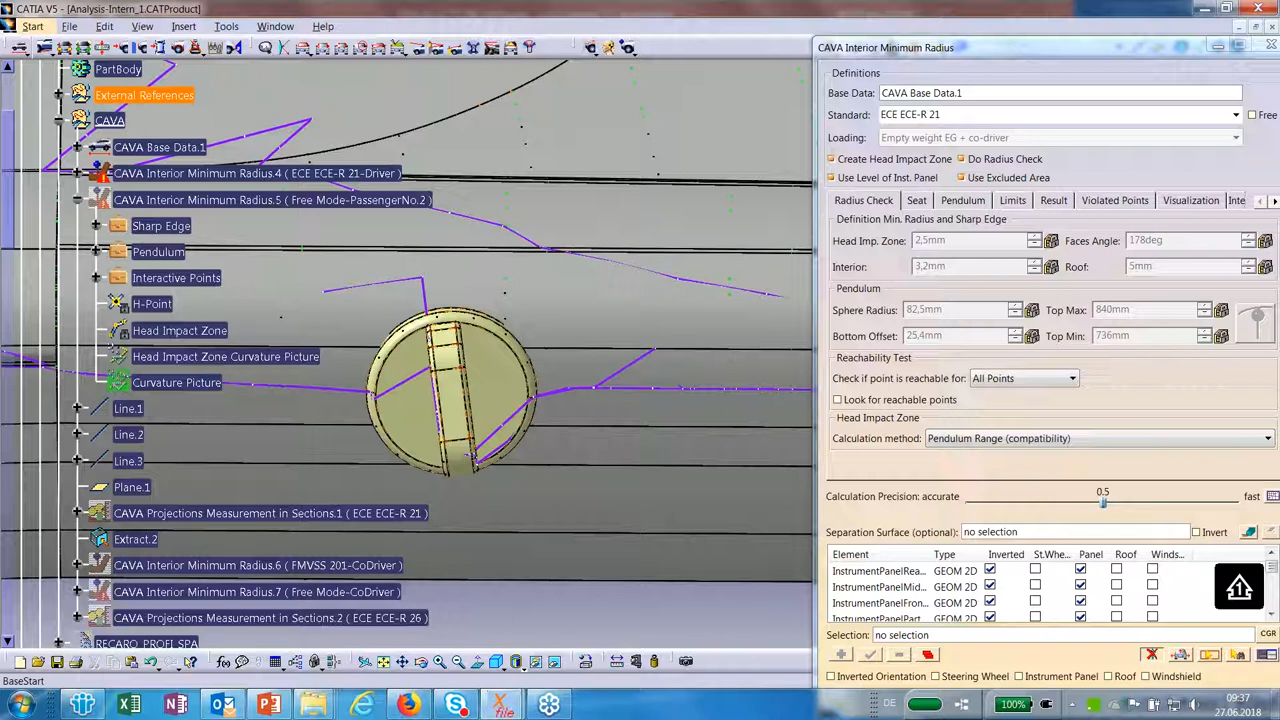 CATIA V5 - [Analysis-Intern_1.CATProduct]
Start File Edit View Insert Tools Window Help
PartBody
External References
CAVA
CAVA Base Data.1
CAVA Interior Minimum Radius.4 ( ECE ECE-R 21-Driver )
CAVA Interior Minimum Radius.5 ( Free Mode-PassengerNo.2 )
Sharp Edge
Pendulum
Interactive Points
H-Point
Head Impact Zone
Head Impact Zone Curvature Picture
Curvature Picture
Line.1
Line.2
Line.3
Plane.1
CAVA Projections Measurement in Sections.1 ( ECE ECE-R 21 )
Extract.2
CAVA Interior Minimum Radius.6 ( FMVSS 201-CoDriver )
CAVA Interior Minimum Radius.7 ( Free Mode-CoDriver )
CAVA Projections Measurement in Sections.2 ( ECE ECE-R 26 )
RECARO_PROFI_SPA
BaseStart
CAVA Interior Minimum Radius
Definitions
Base Data: CAVA Base Data.1
Standard: ECE ECE-R 21 Free
Loading: Empty weight EG + co-driver
Create Head Impact Zone Do Radius Check
Use Level of Inst. Panel Use Excluded Area
Radius Check Seat Pendulum Limits Result Violated Points Visualization Inte
Definition Min. Radius and Sharp Edge
Head Imp. Zone: 2,5mm Faces Angle: 178deg
Interior: 3,2mm Roof: 5mm
Pendulum
Sphere Radius: 82,5mm Top Max: 840mm
Bottom Offset: 25,4mm Top Min: 736mm
Reachability Test
Check if point is reachable for: All Points
Look for reachable points
Head Impact Zone
Calculation method: Pendulum Range (compatibility)
0.5
Calculation Precision: accurate fast
Separation Surface (optional): no selection Invert
Element Type Inverted St.Whe... Panel Roof Winds...
InstrumentPanelRea... GEOM 2D
InstrumentPanelMid... GEOM 2D
InstrumentPanelFron... GEOM 2D
InstrumentPanelPart GEOM 2D
Selection: no selection CGR
Inverted Orientation Steering Wheel Instrument Panel Roof Windshield
file
DE 100% 09:37
27.06.2018